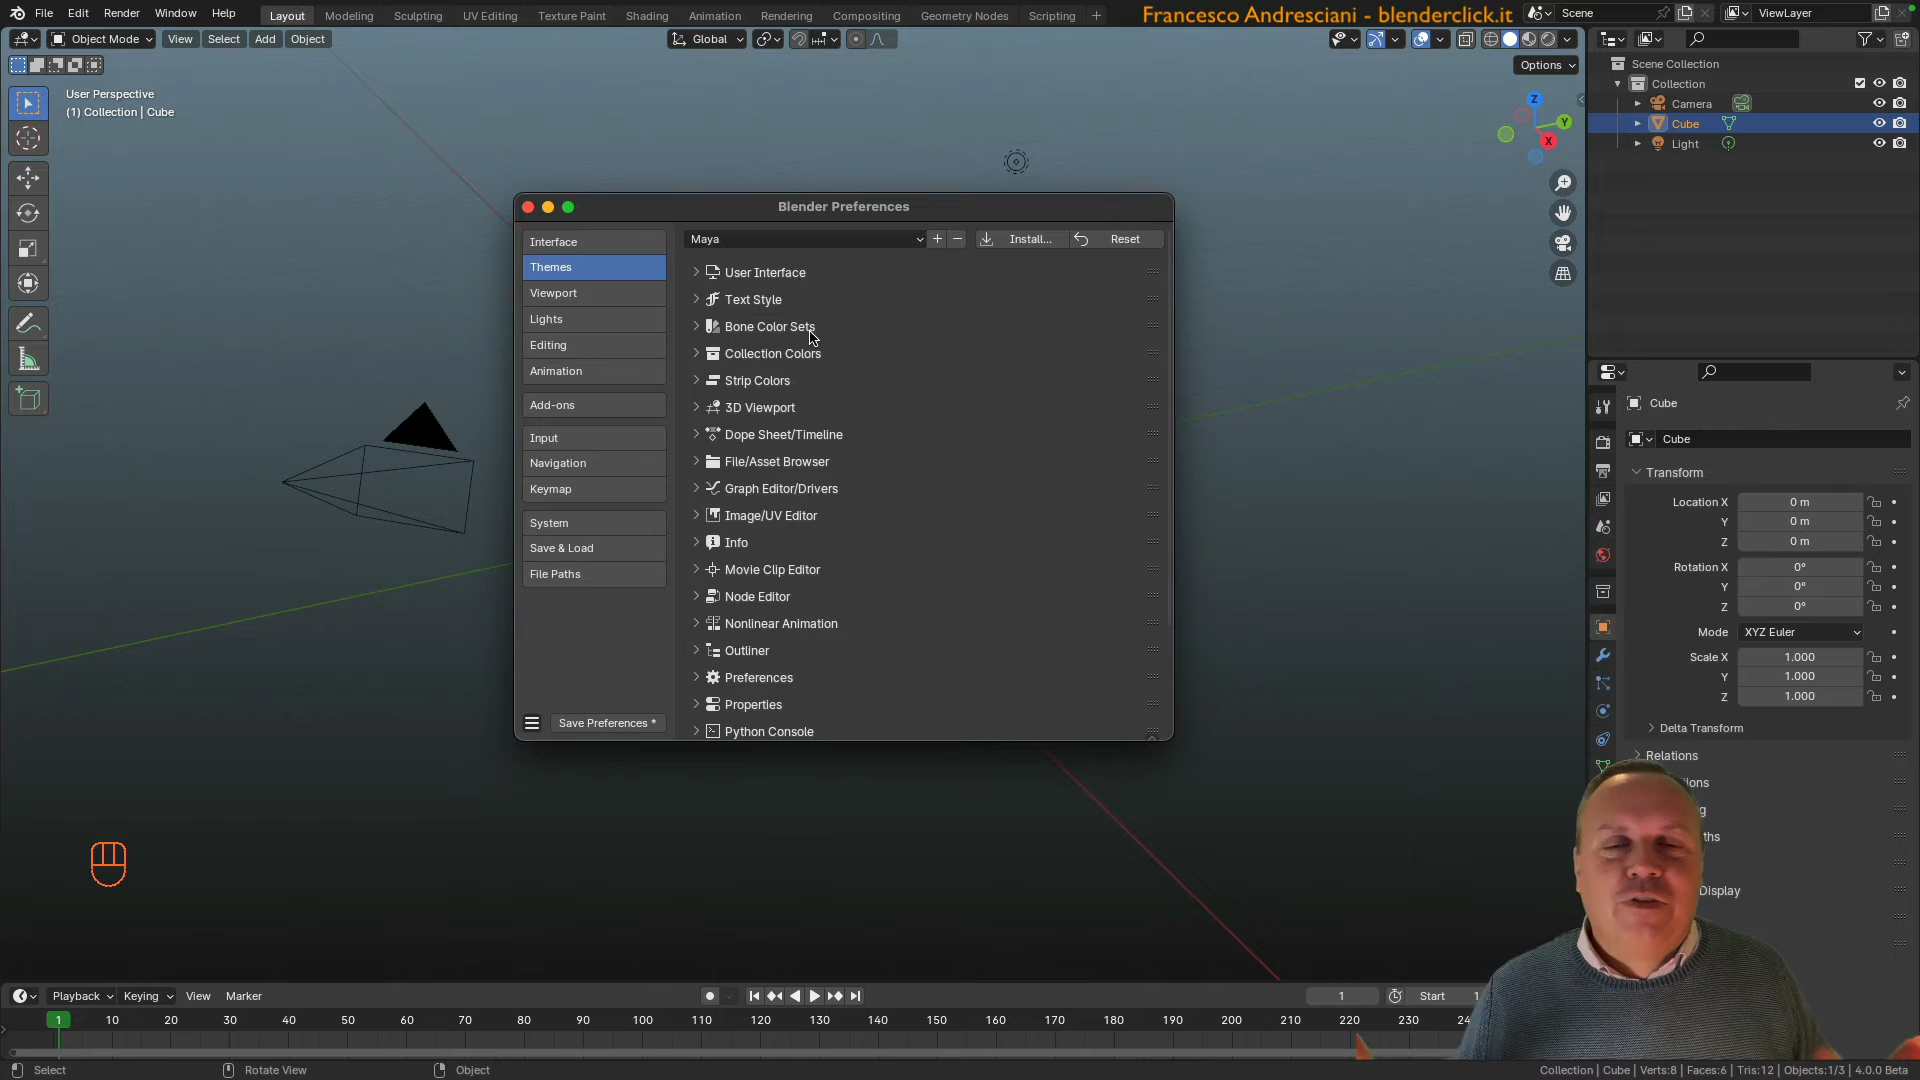 File Edit Render Window Help Layout Modeling Sculpting UV Editing Texture Paint Shading Animation Rendering Compositing Geometry Nodes Scripting + Francesco Andresciani - blenderclick.it Scene ViewLayer
Object Mode View Select Add Object Global
Options
User Perspective
(1) Collection | Cube
Z
Y
X
Scene Collection
Collection
Camera
Cube
Light
Blender Preferences
Interface
Themes
Viewport
Lights
Editing
Animation
Add-ons
Input
Navigation
Keymap
System
Save & Load
File Paths
Save Preferences *
Maya + − Install... Reset
User Interface
Text Style
Bone Color Sets
Collection Colors
Strip Colors
3D Viewport
Dope Sheet/Timeline
File/Asset Browser
Graph Editor/Drivers
Image/UV Editor
Info
Movie Clip Editor
Node Editor
Nonlinear Animation
Outliner
Preferences
Properties
Python Console
Cube
Cube
Transform
Location X 0 m
Y 0 m
Z 0 m
Rotation X 0°
Y 0°
Z 0°
Mode XYZ Euler
Scale X 1.000
Y 1.000
Z 1.000
Delta Transform
Relations
Display
Playback Keying View Marker 1 Start 1
1 10 20 30 40 50 60 70 80 90 100 110 120 130 140 150 160 170 180 190 200 210 220 230
Select Rotate View Object Collection | Cube | Verts:8 | Faces:6 | Tris:12 | Objects:1/3 | 4.0.0 Beta